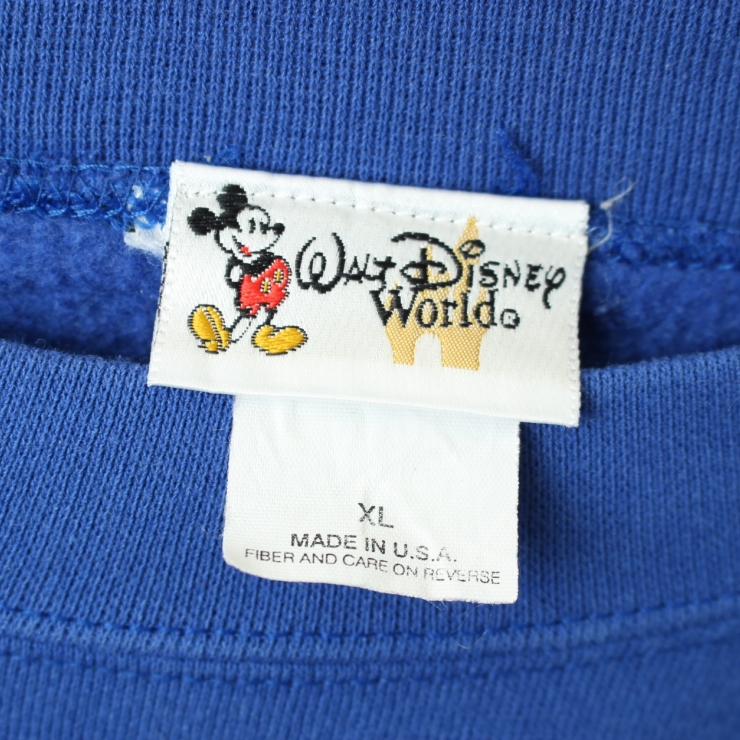 WALT DISNEY
World®
XL
MADE IN U.S.A.
FIBER AND CARE ON REVERSE